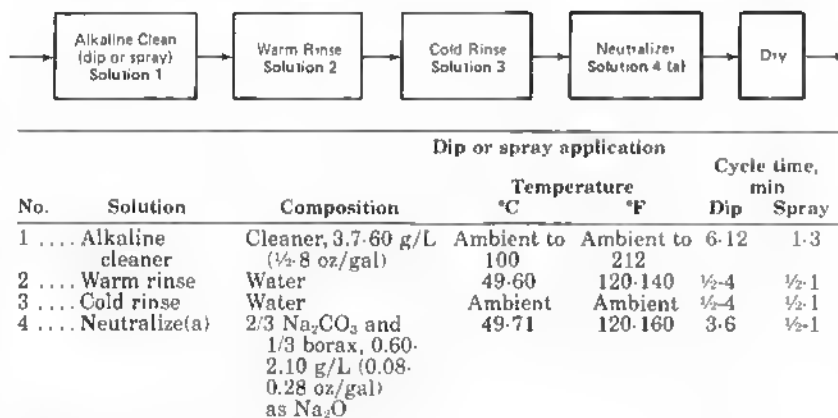 Alkaline Clean
(dip or spray)
Solution 1
Warm Rinse
Solution 2
Cold Rinse
Solution 3
Neutralizer
Solution 4 (a)
Dry
Dip or spray application
Cycle time,
Temperature min
No. Solution Composition °C °F Dip Spray
1 .... Alkaline Cleaner, 3.7-60 g/L Ambient to Ambient to 6-12 1-3
cleaner (½-8 oz/gal) 100 212
2 .... Warm rinse Water 49-60 120-140 ½-4 ½-1
3 .... Cold rinse Water Ambient Ambient ½-4 ½-1
4 .... Neutralize(a) 2/3 Na₂CO₃ and 49-71 120-160 3-6 ½-1
1/3 borax, 0.60-
2.10 g/L (0.08-
0.28 oz/gal)
as Na₂O